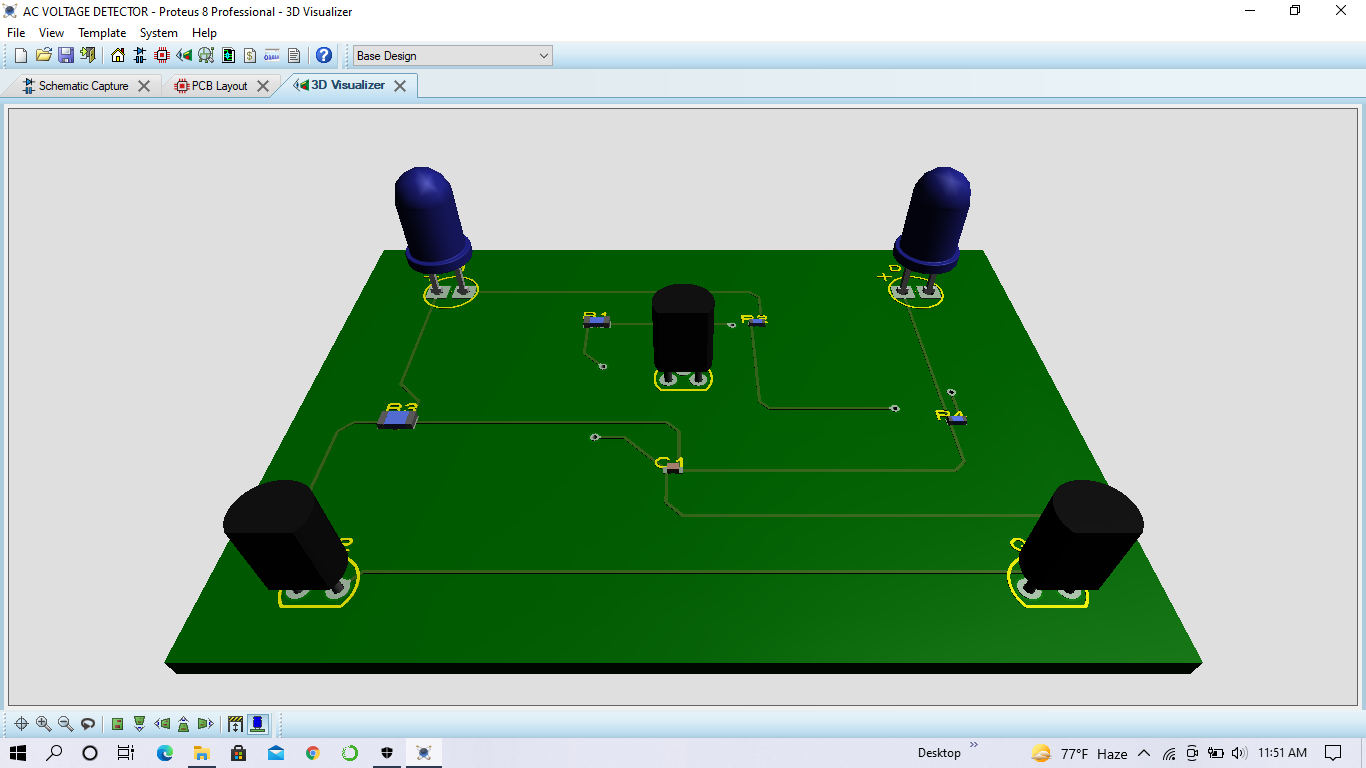 AC VOLTAGE DETECTOR - Proteus 8 Professional - 3D Visualizer
File View Template System Help
Base Design
Schematic Capture PCB Layout 3D Visualizer
R1
R3
C1
Desktop
77°F Haze
11:51 AM